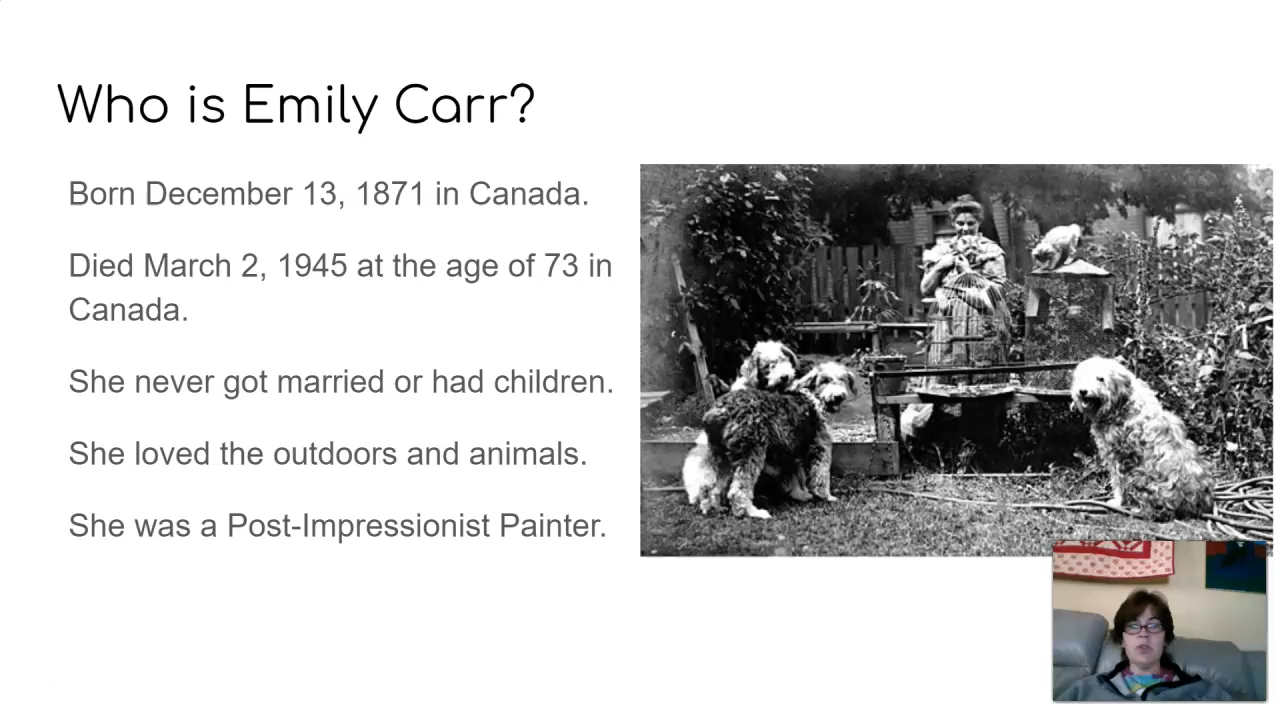 Who is Emily Carr?
Born December 13, 1871 in Canada.
Died March 2, 1945 at the age of 73 in
Canada.
She never got married or had children.
She loved the outdoors and animals.
She was a Post-Impressionist Painter.